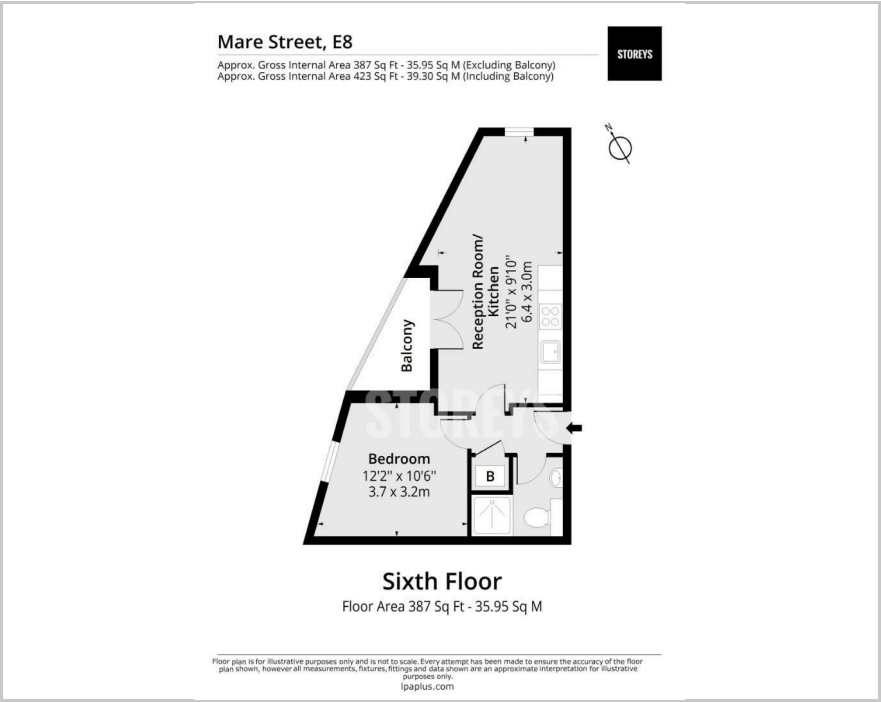 Mare Street, E8
Approx. Gross Internal Area 387 Sq Ft - 35.95 Sq M (Excluding Balcony)
Approx. Gross Internal Area 423 Sq Ft - 39.30 Sq M (Including Balcony)
STOREYS
N
Reception Room/
Kitchen
21'0" x 9'10"
6.4 x 3.0m
Balcony
STOREYS
Bedroom
12'2" x 10'6"
3.7 x 3.2m
B
Sixth Floor
Floor Area 387 Sq Ft - 35.95 Sq M
Floor plan is for illustrative purposes only and is not to scale. Every attempt has been made to ensure the accuracy of the floor
plan shown, however all measurements, fixtures, fittings and data shown are an approximate interpretation for illustrative
purposes only.
lpaplus.com